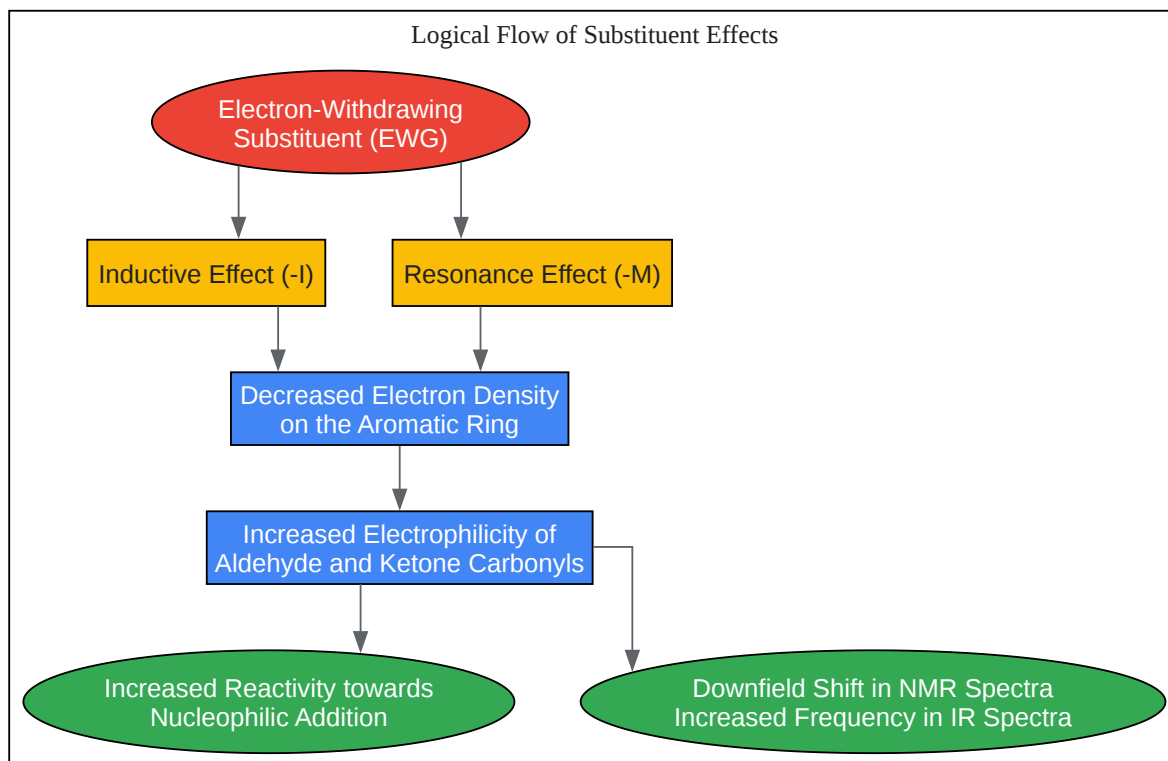 Logical Flow of Substituent Effects
Electron-Withdrawing
Substituent (EWG)
Inductive Effect (-I)
Resonance Effect (-M)
Decreased Electron Density
on the Aromatic Ring
Increased Electrophilicity of
Aldehyde and Ketone Carbonyls
Increased Reactivity towards
Nucleophilic Addition
Downfield Shift in NMR Spectra
Increased Frequency in IR Spectra